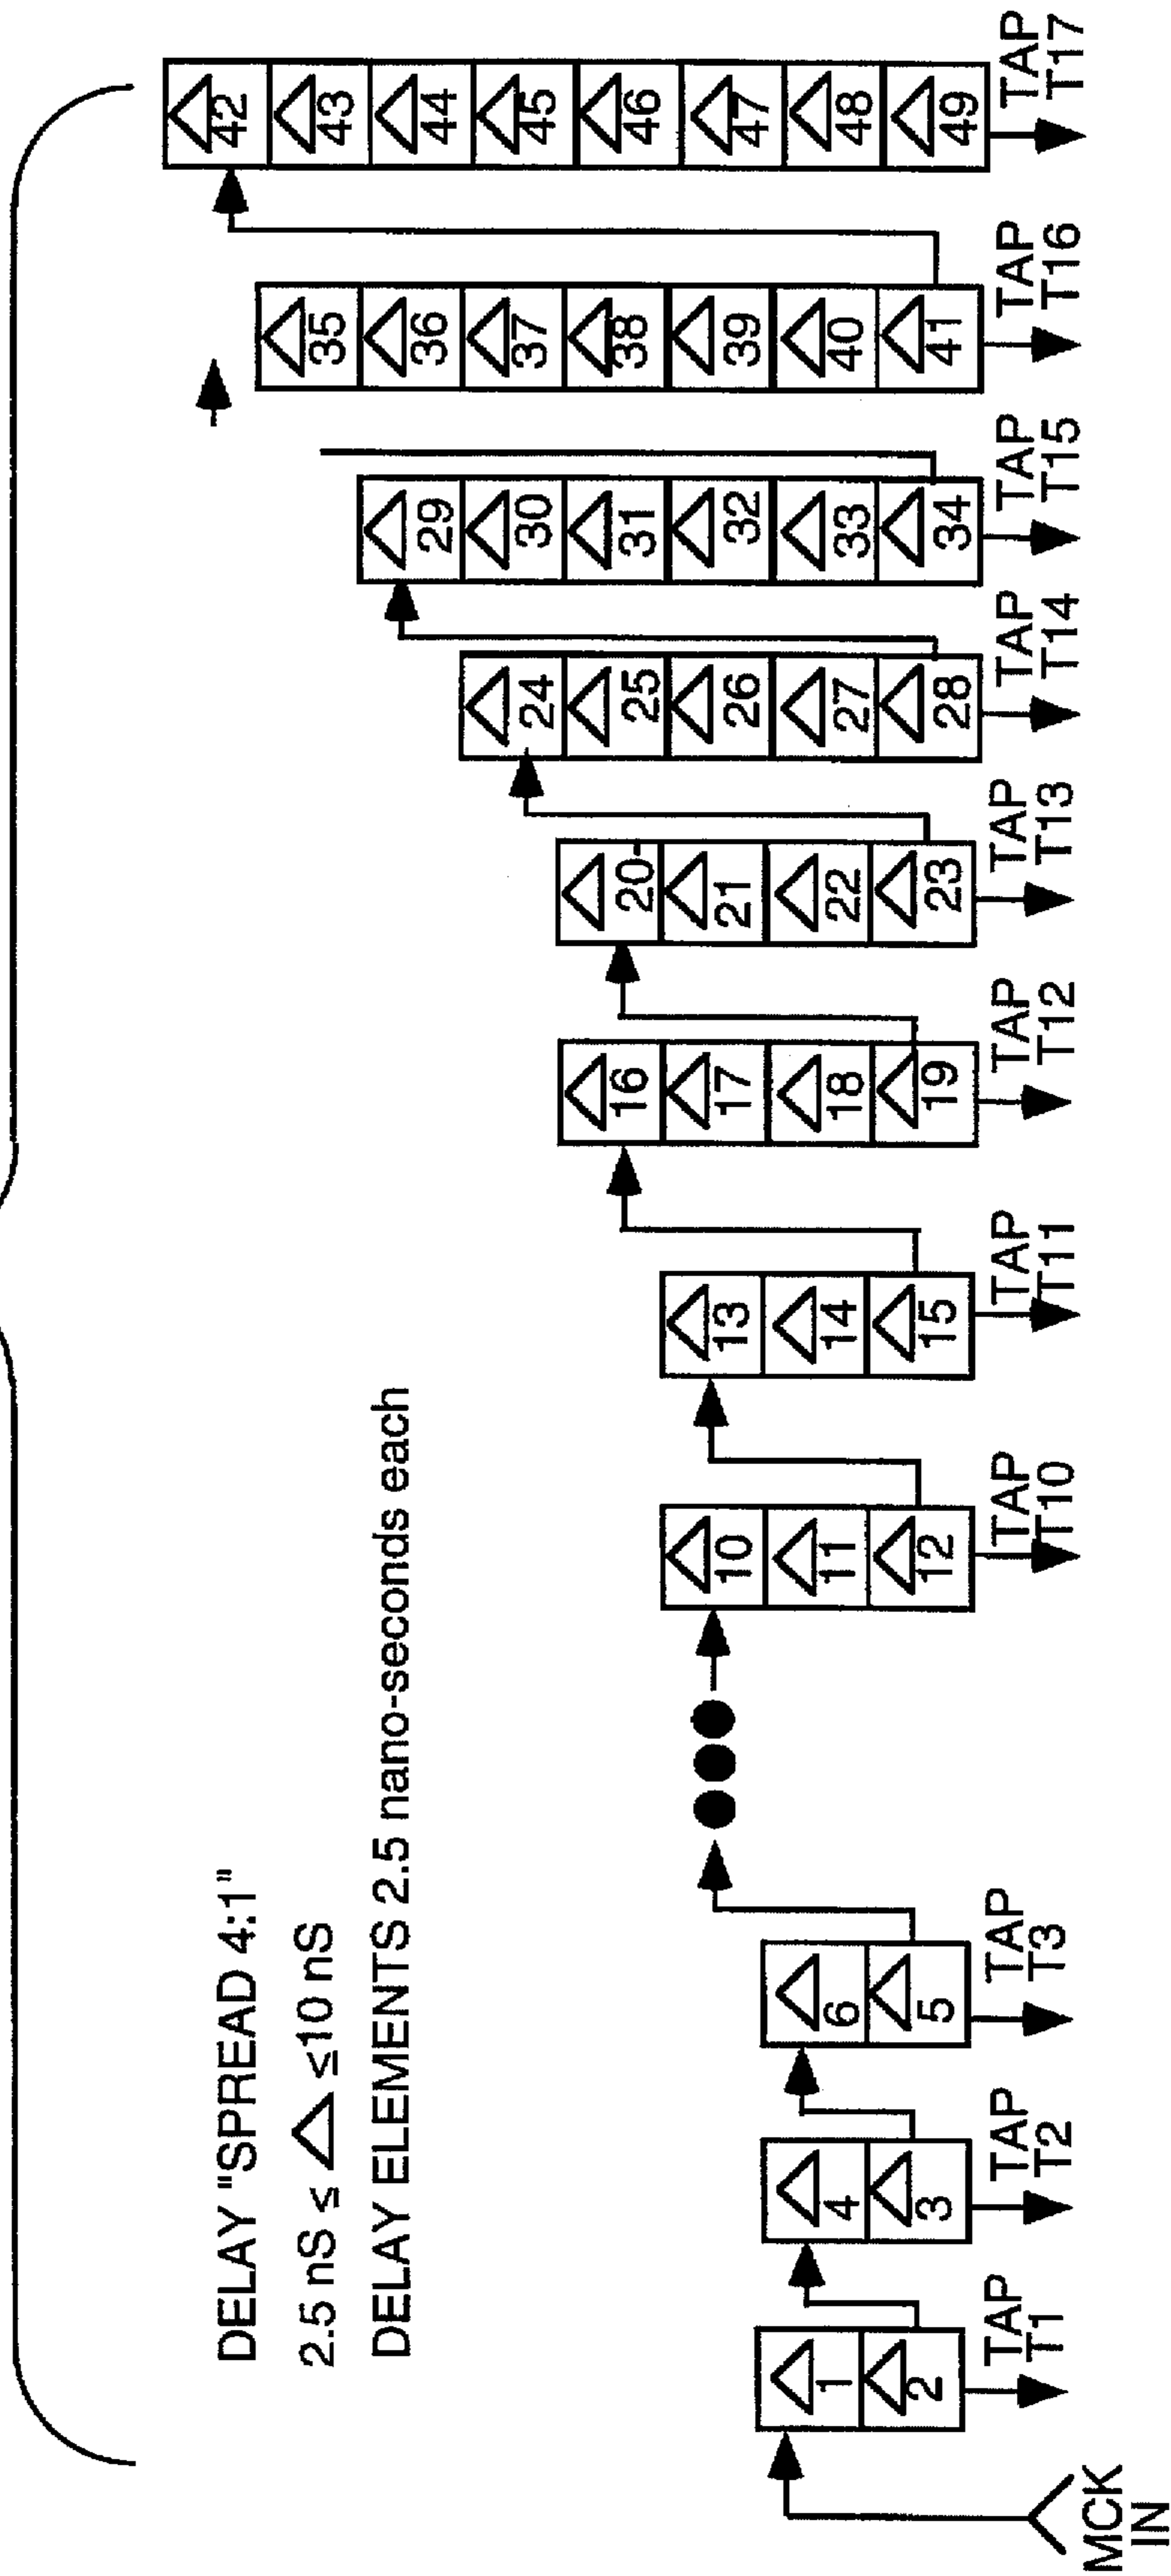 DELAY "SPREAD 4:1"
2.5 nS ≤ △ ≤10 nS
DELAY ELEMENTS 2.5 nano-seconds each
MCK
IN
1
2
TAP
T1
4
3
TAP
T2
6
5
TAP
T3
10
11
12
TAP
T10
13
14
15
TAP
T11
16
17
18
19
TAP
T12
20
21
22
23
TAP
T13
24
25
26
27
28
TAP
T14
29
30
31
32
33
34
TAP
T15
35
36
37
38
39
40
41
TAP
T16
42
43
44
45
46
47
48
49
TAP
T17